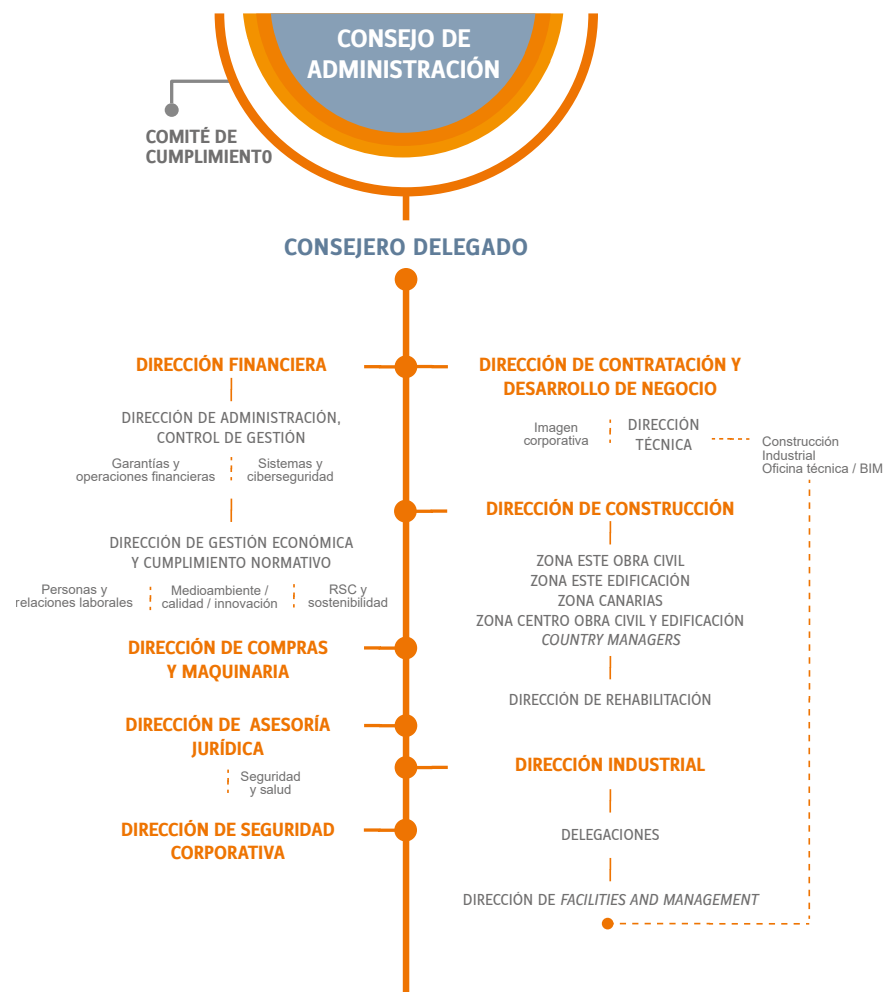 CONSEJO DE
ADMINISTRACIÓN
COMITÉ DE
CUMPLIMIENTO
CONSEJERO DELEGADO
DIRECCIÓN FINANCIERA
DIRECCIÓN DE ADMINISTRACIÓN,
CONTROL DE GESTIÓN
Garantías y
operaciones financieras
Sistemas y
ciberseguridad
DIRECCIÓN DE GESTIÓN ECONÓMICA
Y CUMPLIMIENTO NORMATIVO
Personas y
relaciones laborales
Medioambiente /
calidad / innovación
RSC y
sostenibilidad
DIRECCIÓN DE COMPRAS
Y MAQUINARIA
DIRECCIÓN DE ASESORÍA
JURÍDICA
Seguridad
y salud
DIRECCIÓN DE SEGURIDAD
CORPORATIVA
DIRECCIÓN DE CONTRATACIÓN Y
DESARROLLO DE NEGOCIO
Imagen
corporativa
DIRECCIÓN
TÉCNICA
Construcción
Industrial
Oficina técnica / BIM
DIRECCIÓN DE CONSTRUCCIÓN
ZONA ESTE OBRA CIVIL
ZONA ESTE EDIFICACIÓN
ZONA CANARIAS
ZONA CENTRO OBRA CIVIL Y EDIFICACIÓN
COUNTRY MANAGERS
DIRECCIÓN DE REHABILITACIÓN
DIRECCIÓN INDUSTRIAL
DELEGACIONES
DIRECCIÓN DE FACILITIES AND MANAGEMENT